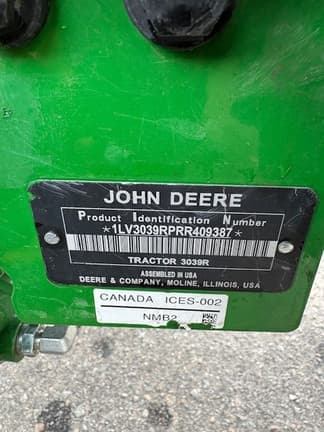 JOHN DEERE
Product Identification Number
*1LV3039RPRR409387*
TRACTOR 3039R
ASSEMBLED IN USA
DEERE & COMPANY, MOLINE, ILLINOIS, USA
CANADA ICES-002
NMB2